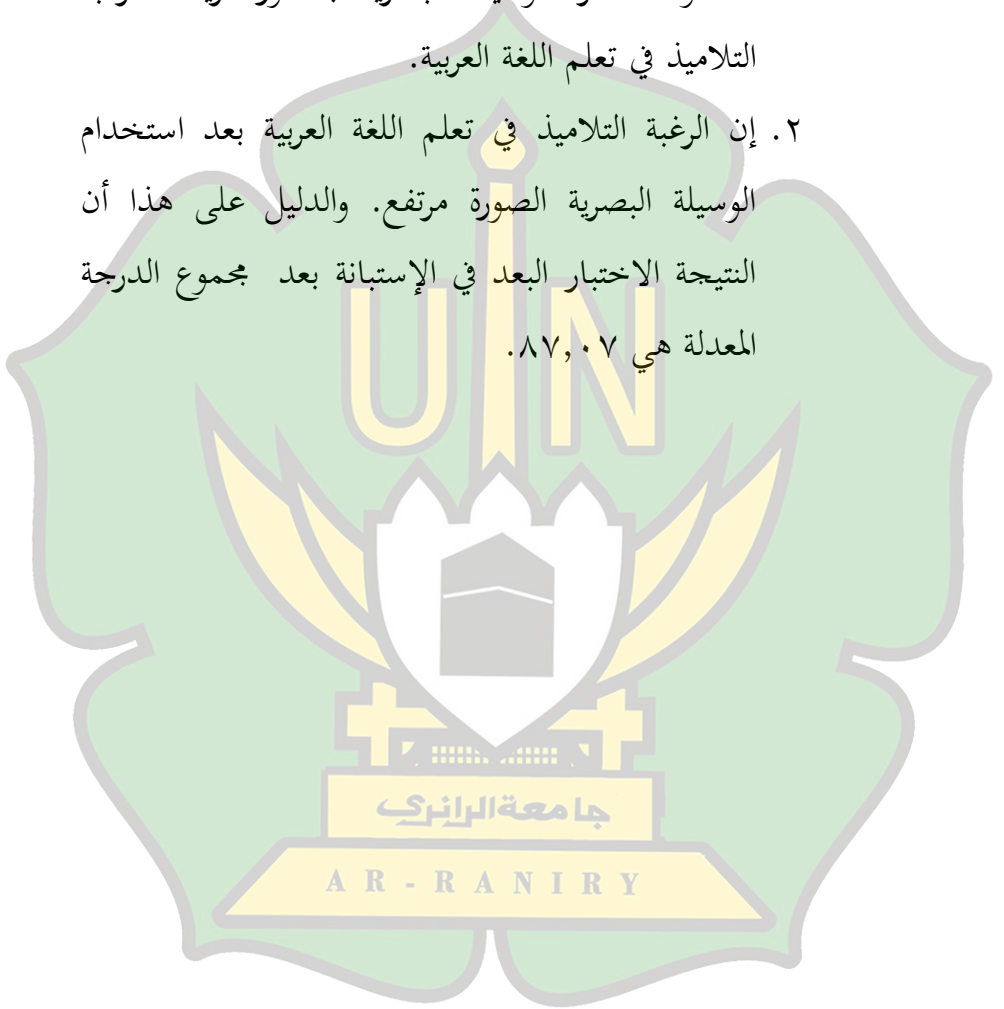 التلاميذ في تعلم اللغة العربية.
٢. إن الرغبة التلاميذ في تعلم اللغة العربية بعد استخدام
الوسيلة البصرية الصورة مرتفع. والدليل على هذا أن
النتيجة الاختبار البعد في الإستبانة بعد مجموع الدرجة
المعدلة هي ٨٧,٠٧.
UIN
جامعة الرانري
AR-RANIRY